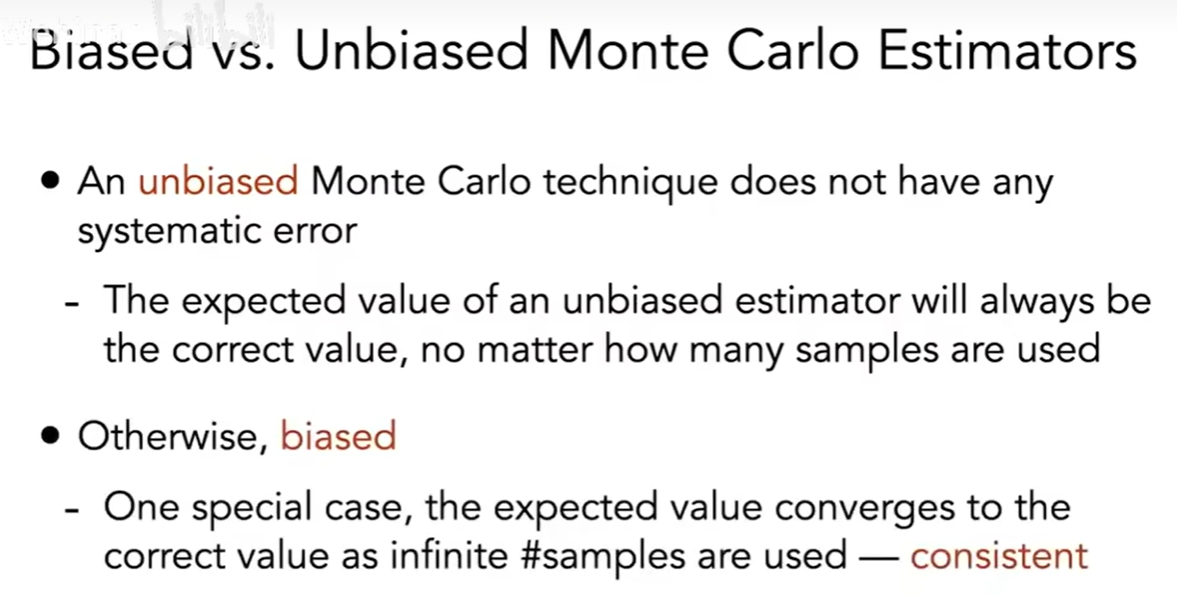 Biased vs. Unbiased Monte Carlo Estimators
• An unbiased Monte Carlo technique does not have any
systematic error
- The expected value of an unbiased estimator will always be
the correct value, no matter how many samples are used
• Otherwise, biased
- One special case, the expected value converges to the
correct value as infinite #samples are used — consistent